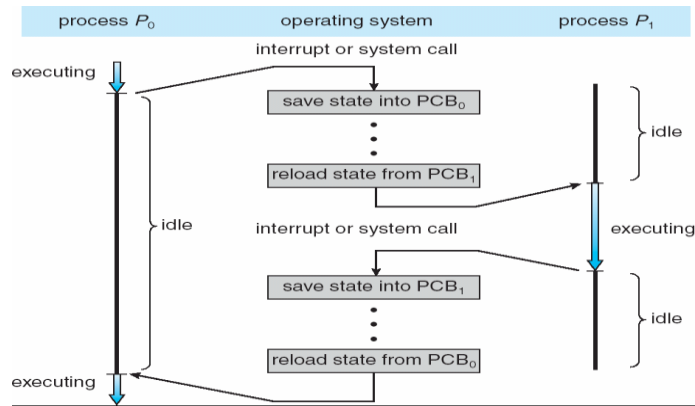 process P₀ operating system process P₁
interrupt or system call
executing
save state into PCB₀
idle
reload state from PCB₁
idle
interrupt or system call
executing
save state into PCB₁
idle
reload state from PCB₀
executing